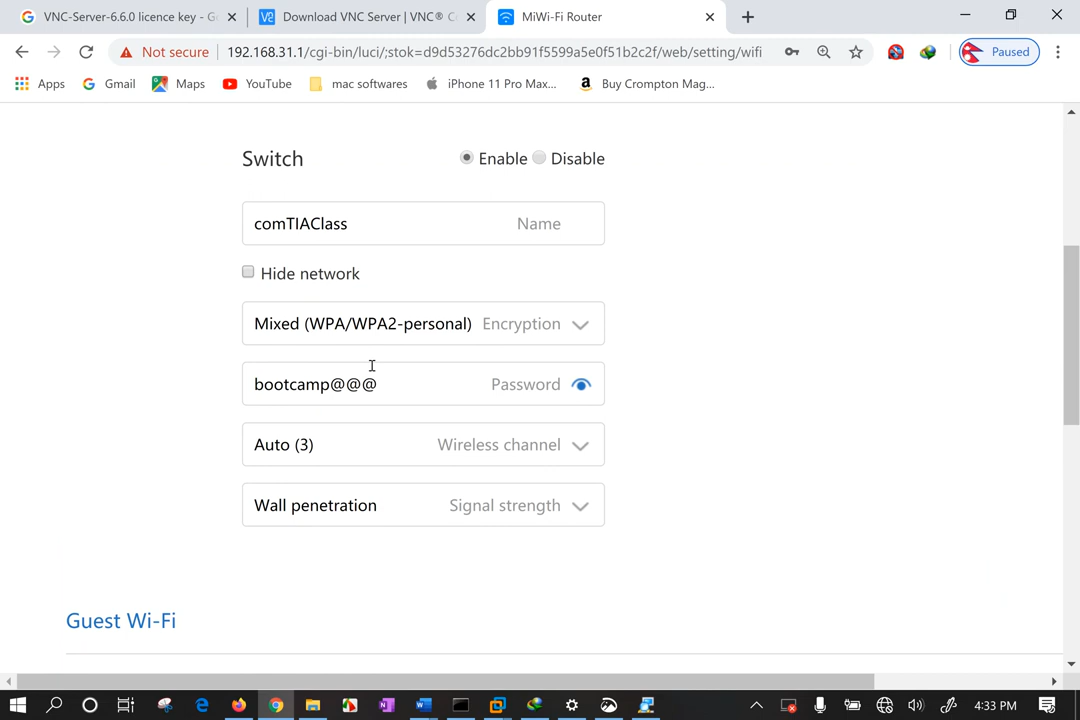 VNC-Server-6.6.0 licence key - Go
Download VNC Server | VNC® Co
MiWi-Fi Router
Not secure
192.168.31.1/cgi-bin/luci/;stok=d9d53276dc2bb91f5599a5e0f51b2c2f/web/setting/wifi
Paused
Apps
Gmail
Maps
YouTube
mac softwares
iPhone 11 Pro Max...
Buy Crompton Mag...
Switch
Enable
Disable
comTIAClass
Name
Hide network
Mixed (WPA/WPA2-personal)
Encryption
bootcamp@@@
Password
Auto (3)
Wireless channel
Wall penetration
Signal strength
Guest Wi-Fi
4:33 PM